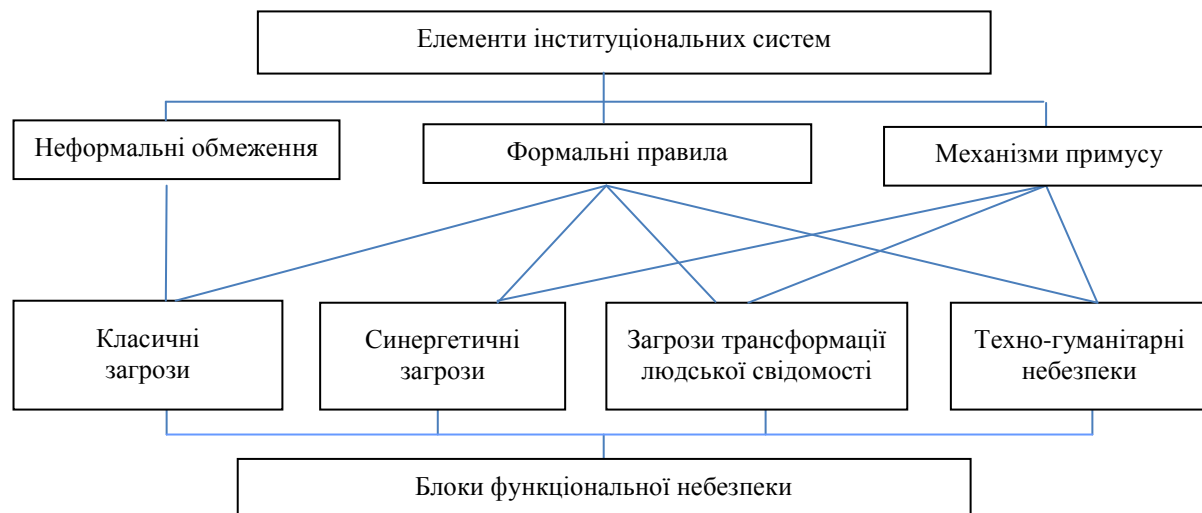 Елементи інституціональних систем
Неформальні обмеження
Формальні правила
Механізми примусу
Класичні
загрози
Синергетичні
загрози
Загрози трансформації
людської свідомості
Техно-гуманітарні
небезпеки
Блоки функціональної небезпеки